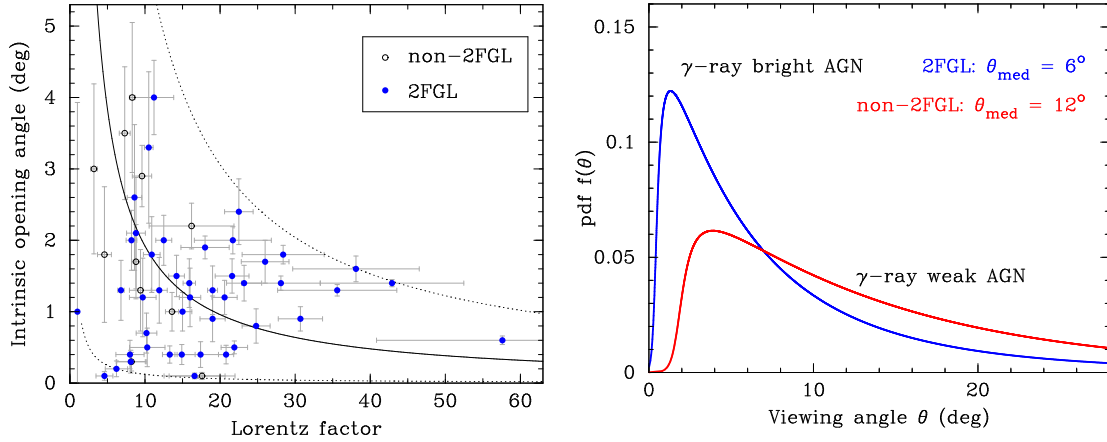 5
4
3
2
1
0
0
10
20
30
40
50
60
Intrinsic opening angle (deg)
Lorentz factor
non-2FGL
2FGL
0.15
0.1
0.05
0
0
10
20
pdf f(θ)
Viewing angle θ (deg)
γ-ray bright AGN
2FGL: θmed = 6°
non-2FGL: θmed = 12°
γ-ray weak AGN